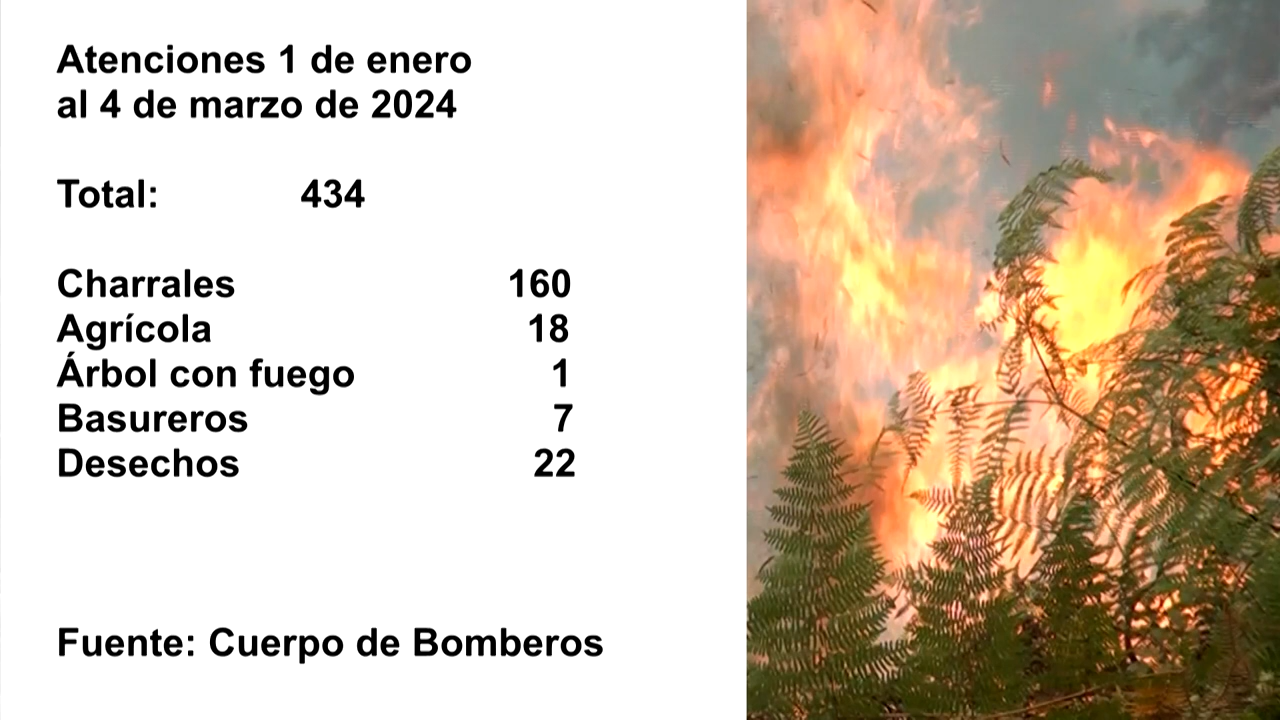 Atenciones 1 de enero
al 4 de marzo de 2024
Total: 434
Charrales 160
Agrícola 18
Árbol con fuego 1
Basureros 7
Desechos 22
Fuente: Cuerpo de Bomberos